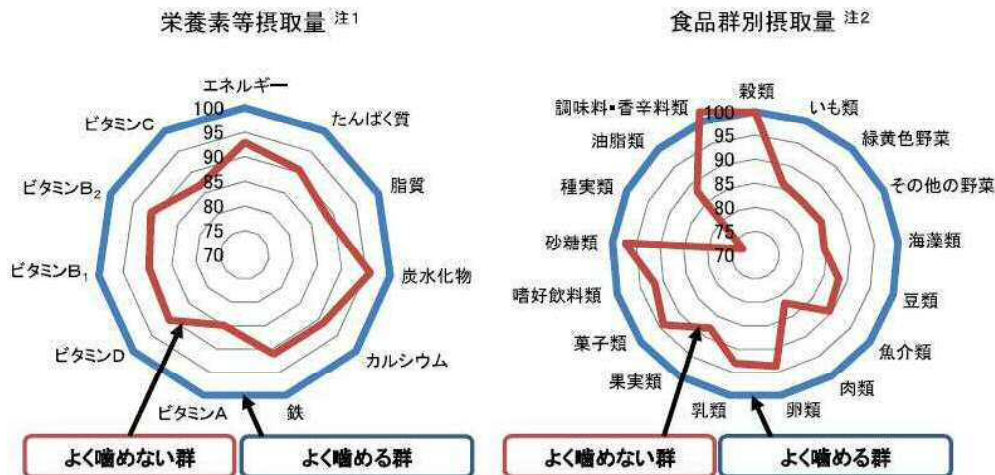 栄養素等摂取量 注1
エネルギー
たんぱく質
脂質
炭水化物
カルシウム
鉄
ビタミンA
ビタミンD
ビタミンB1
ビタミンB2
ビタミンC
100
95
90
85
80
75
70
よく噛めない群
よく噛める群
食品群別摂取量 注2
穀類
いも類
緑黄色野菜
その他の野菜
海藻類
豆類
魚介類
肉類
卵類
乳類
果実類
菓子類
嗜好飲料類
砂糖類
種実類
油脂類
調味料・香辛料類
100
95
90
85
80
75
70
よく噛めない群
よく噛める群